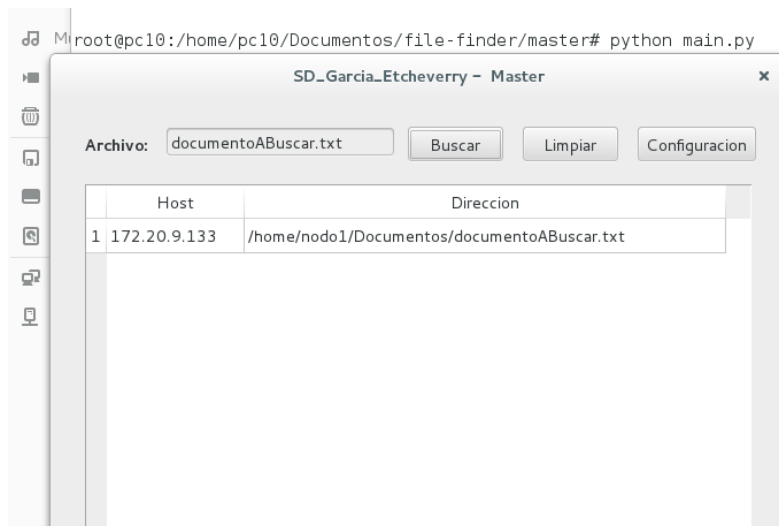 root@pc10:/home/pc10/Documentos/file-finder/master# python main.py
SD_Garcia_Etcheverry - Master
Archivo: documentoABuscar.txt Buscar Limpiar Configuracion
Host Direccion
1 172.20.9.133 /home/nodo1/Documentos/documentoABuscar.txt